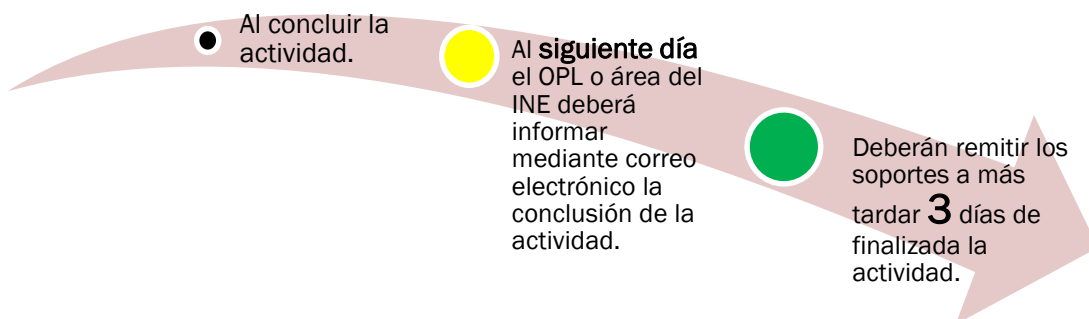 Al concluir la
actividad.
Al siguiente día
el OPL o área del
INE deberá
informar
mediante correo
electrónico la
conclusión de la
actividad.
Deberán remitir los
soportes a más
tardar 3 días de
finalizada la
actividad.